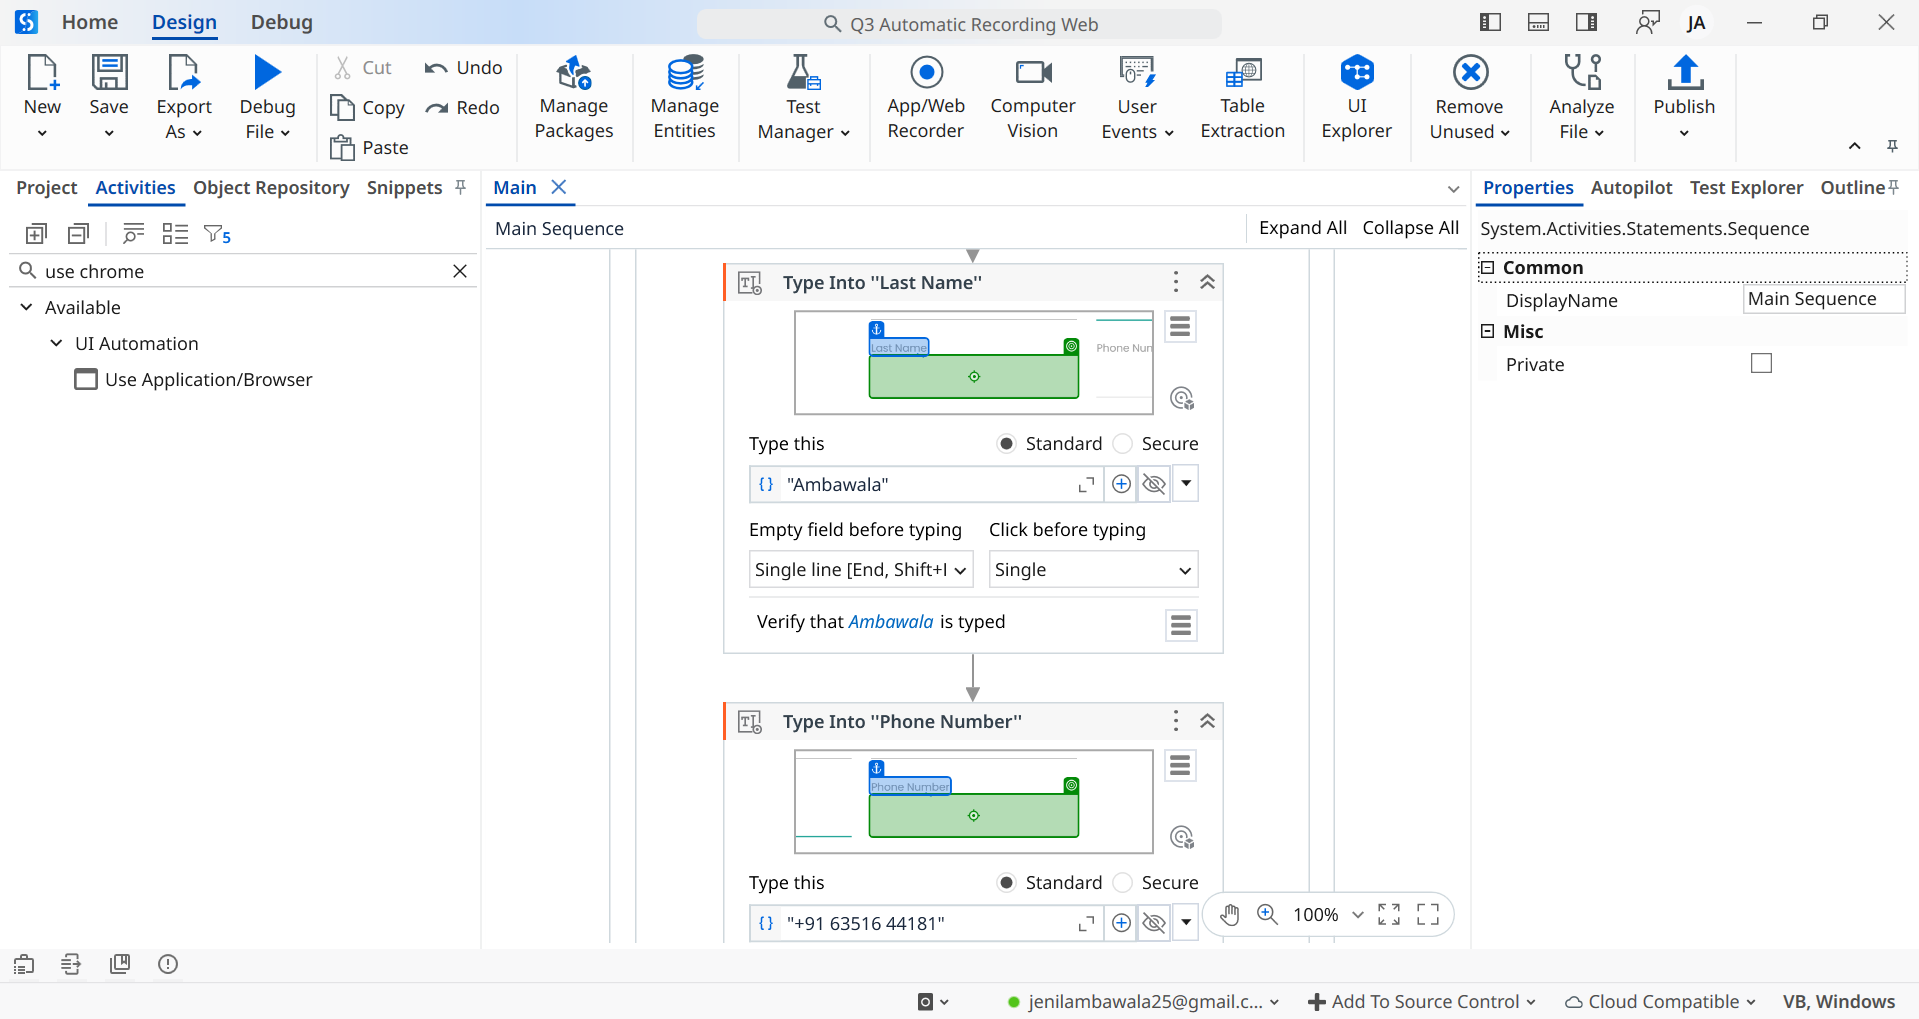 Home Design Debug Q3 Automatic Recording Web JA
New Save Export As Debug File Cut Copy Paste Undo Redo Manage Packages Manage Entities Test Manager App/Web Recorder Computer Vision User Events Table Extraction UI Explorer Remove Unused Analyze File Publish
Project Activities Object Repository Snippets
Main
Properties Autopilot Test Explorer Outline
5
use chrome
Available
UI Automation
Use Application/Browser
Main Sequence Expand All Collapse All
Type Into "Last Name"
Last Name Phone Num
Type this Standard Secure
"Ambawala"
Empty field before typing Click before typing
Single line [End, Shift+I Single
Verify that Ambawala is typed
Type Into "Phone Number"
Phone Number
Type this Standard Secure
"+91 63516 44181"
100%
System.Activities.Statements.Sequence
Common
DisplayName Main Sequence
Misc
Private
jenilambawala25@gmail.c... Add To Source Control Cloud Compatible VB, Windows